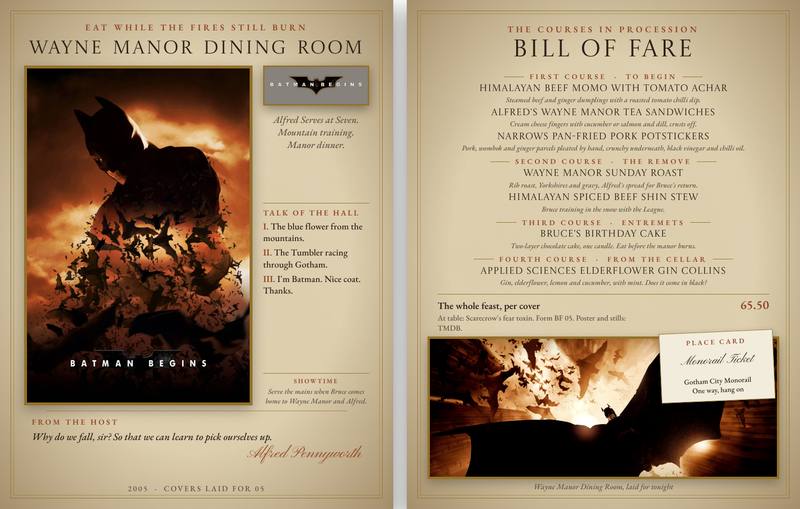 EAT WHILE THE FIRES STILL BURN
WAYNE MANOR DINING ROOM
BATMAN BEGINS
Alfred Serves at Seven.
Mountain training.
Manor dinner.
TALK OF THE HALL
I. The blue flower from the
mountains.
II. The Tumbler racing
through Gotham.
III. I'm Batman. Nice coat.
Thanks.
BATMAN BEGINS
SHOWTIME
Serve the mains when Bruce comes
home to Wayne Manor and Alfred.
FROM THE HOST
Why do we fall, sir? So that we can learn to pick ourselves up.
Alfred Pennyworth
2005 · COVERS LAID FOR 05
THE COURSES IN PROCESSION
BILL OF FARE
FIRST COURSE · TO BEGIN
HIMALAYAN BEEF MOMO WITH TOMATO ACHAR
Steamed beef and ginger dumplings with a roasted tomato chilli dip.
ALFRED'S WAYNE MANOR TEA SANDWICHES
Cream cheese fingers with cucumber or salmon and dill, crusts off.
NARROWS PAN-FRIED PORK POTSTICKERS
Pork, wombok and ginger parcels pleated by hand, crunchy underneath, black vinegar and chilli oil.
SECOND COURSE · THE REMOVE
WAYNE MANOR SUNDAY ROAST
Rib roast, Yorkshires and gravy, Alfred's spread for Bruce's return.
HIMALAYAN SPICED BEEF SHIN STEW
Bruce training in the snow with the League.
THIRD COURSE · ENTREMETS
BRUCE'S BIRTHDAY CAKE
Two-layer chocolate cake, one candle. Eat before the manor burns.
FOURTH COURSE · FROM THE CELLAR
APPLIED SCIENCES ELDERFLOWER GIN COLLINS
Gin, elderflower, lemon and cucumber, with mint. Does it come in black?
The whole feast, per cover 65.50
At table: Scarecrow's fear toxin. Form BF 05. Poster and stills:
TMDB.
PLACE CARD
Monorail Ticket
Gotham City Monorail
One way, hang on
Wayne Manor Dining Room, laid for tonight